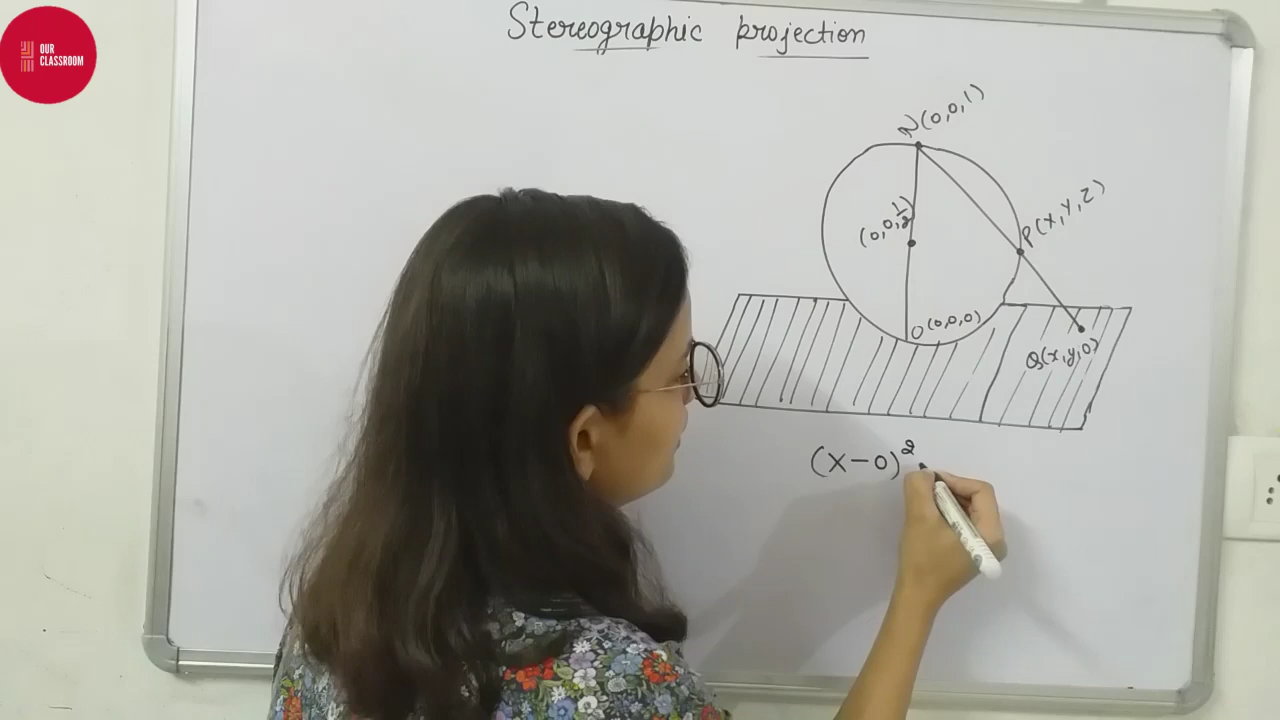 OUR
CLASSROOM
Stereographic projection
N(0,0,1)
P(X,Y,Z)
(0,0,1/2)
O(0,0,0)
Q(x,y,0)
(X-0)²